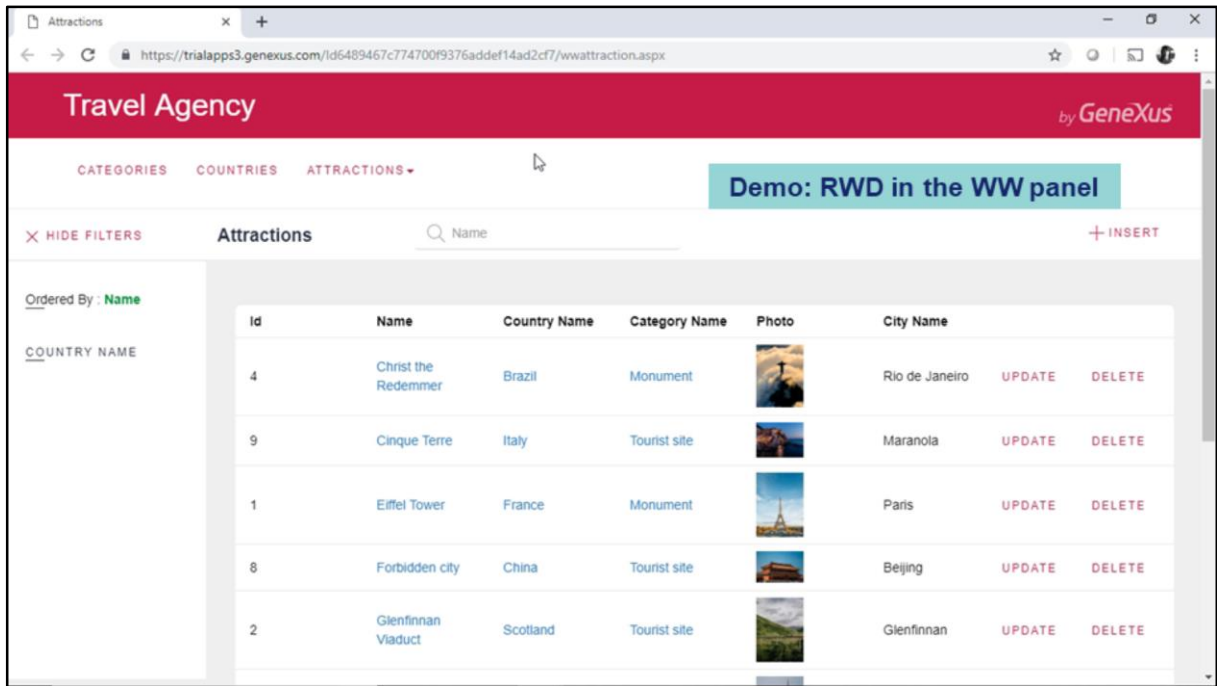 Attractions
https://trialapps3.genexus.com/Id6489467c774700f9376addef14ad2cf7/wwattraction.aspx
Travel Agency
by GeneXus
CATEGORIES COUNTRIES ATTRACTIONS
Demo: RWD in the WW panel
HIDE FILTERS Attractions Name INSERT
Ordered By : Name
COUNTRY NAME
Id Name Country Name Category Name Photo City Name
4 Christ the Redemmer Brazil Monument Rio de Janeiro UPDATE DELETE
9 Cinque Terre Italy Tourist site Maranola UPDATE DELETE
1 Eiffel Tower France Monument Paris UPDATE DELETE
8 Forbidden city China Tourist site Beijing UPDATE DELETE
2 Glenfinnan Viaduct Scotland Tourist site Glenfinnan UPDATE DELETE